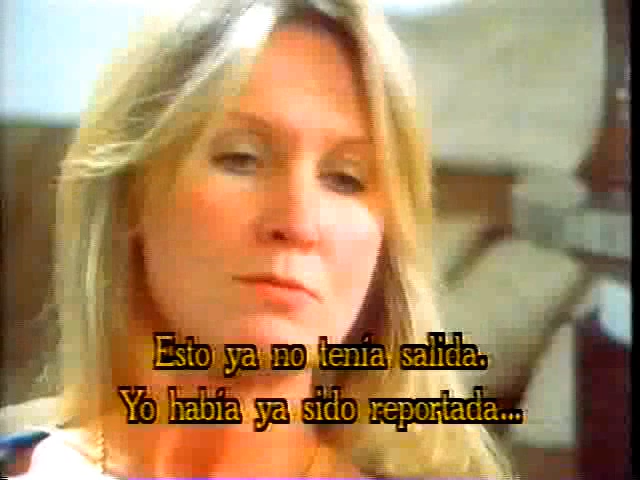 Esto ya no tenía salida.
Yo había ya sido reportada...